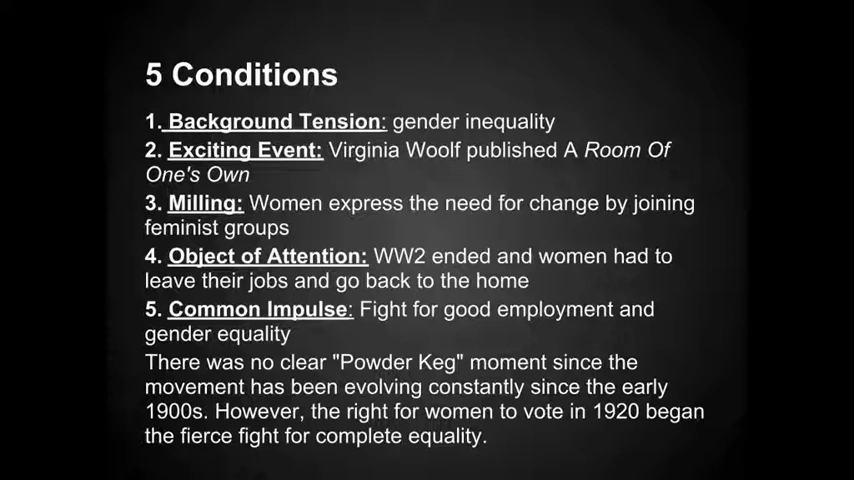 5 Conditions
1. Background Tension: gender inequality
2. Exciting Event: Virginia Woolf published A Room Of
One's Own
3. Milling: Women express the need for change by joining
feminist groups
4. Object of Attention: WW2 ended and women had to
leave their jobs and go back to the home
5. Common Impulse: Fight for good employment and
gender equality
There was no clear "Powder Keg" moment since the
movement has been evolving constantly since the early
1900s. However, the right for women to vote in 1920 began
the fierce fight for complete equality.